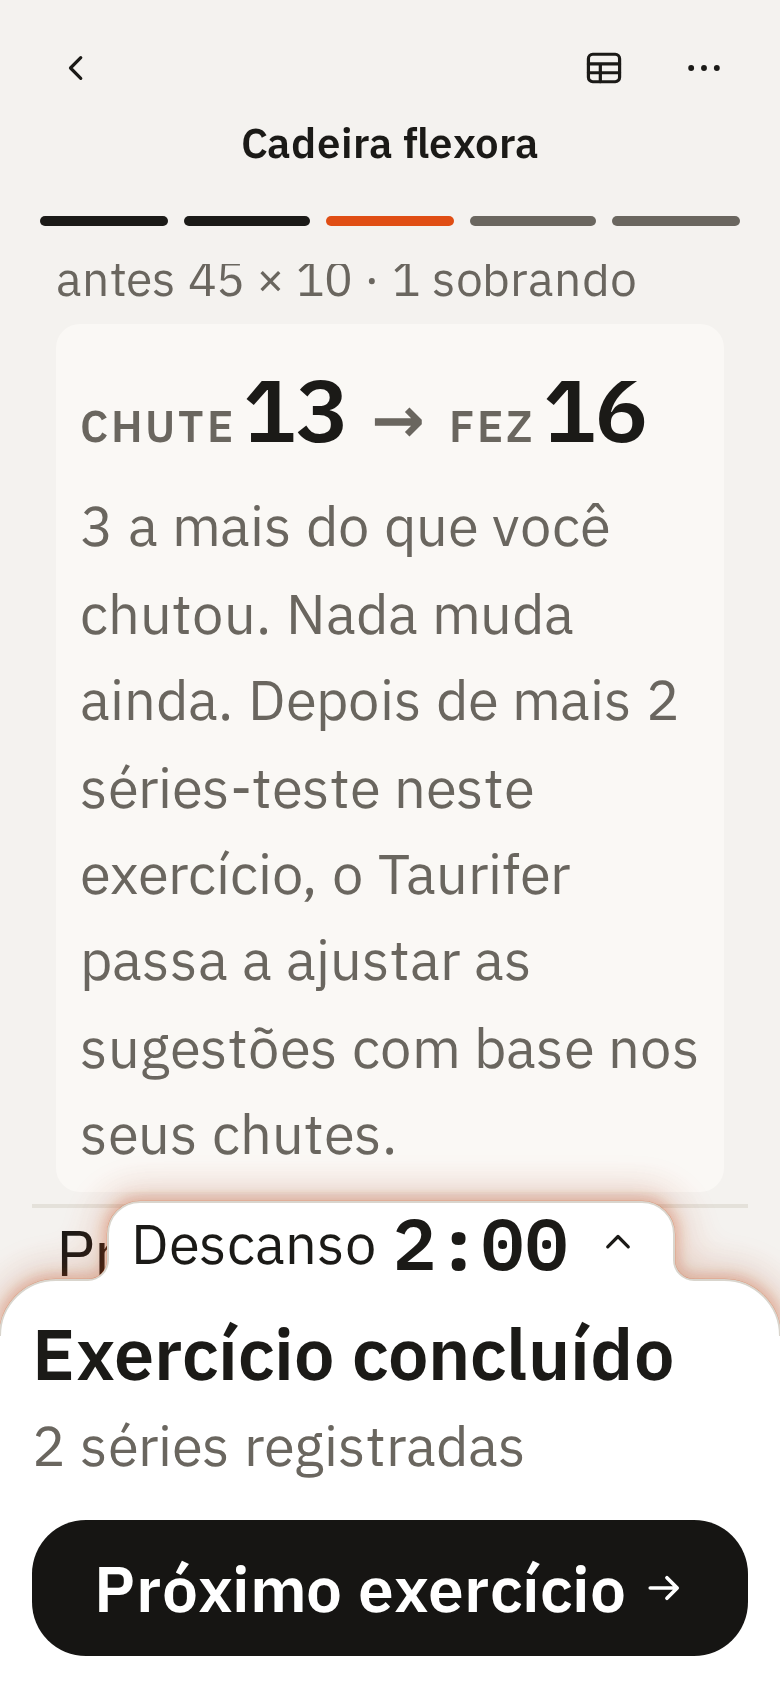 Cadeira flexora
antes 45 × 10 · 1 sobrando
CHUTE 13 → FEZ 16
3 a mais do que você
chutou. Nada muda
ainda. Depois de mais 2
séries-teste neste
exercício, o Taurifer
passa a ajustar as
sugestões com base nos
seus chutes.
Descanso 2:00
Exercício concluído
2 séries registradas
Próximo exercício →